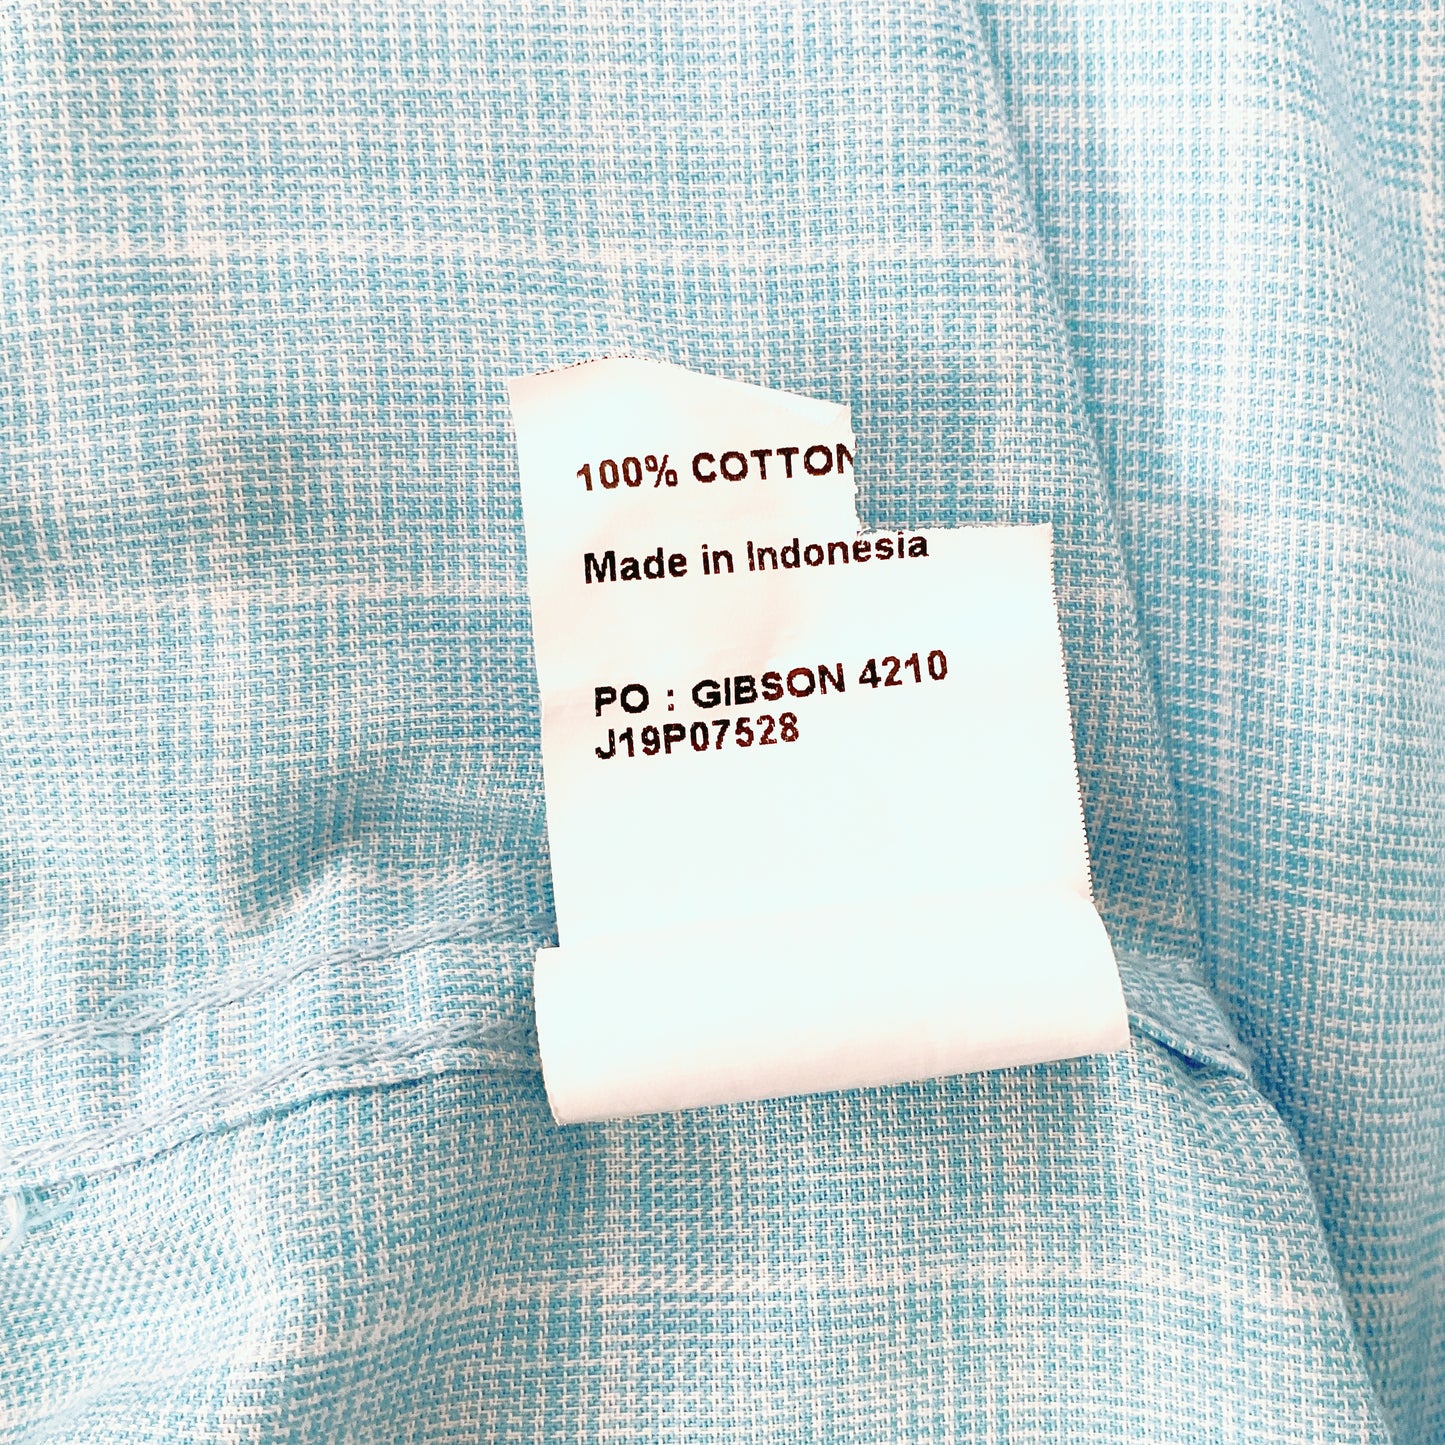 100% COTTON
Made in Indonesia
PO : GIBSON 4210
J19P07528